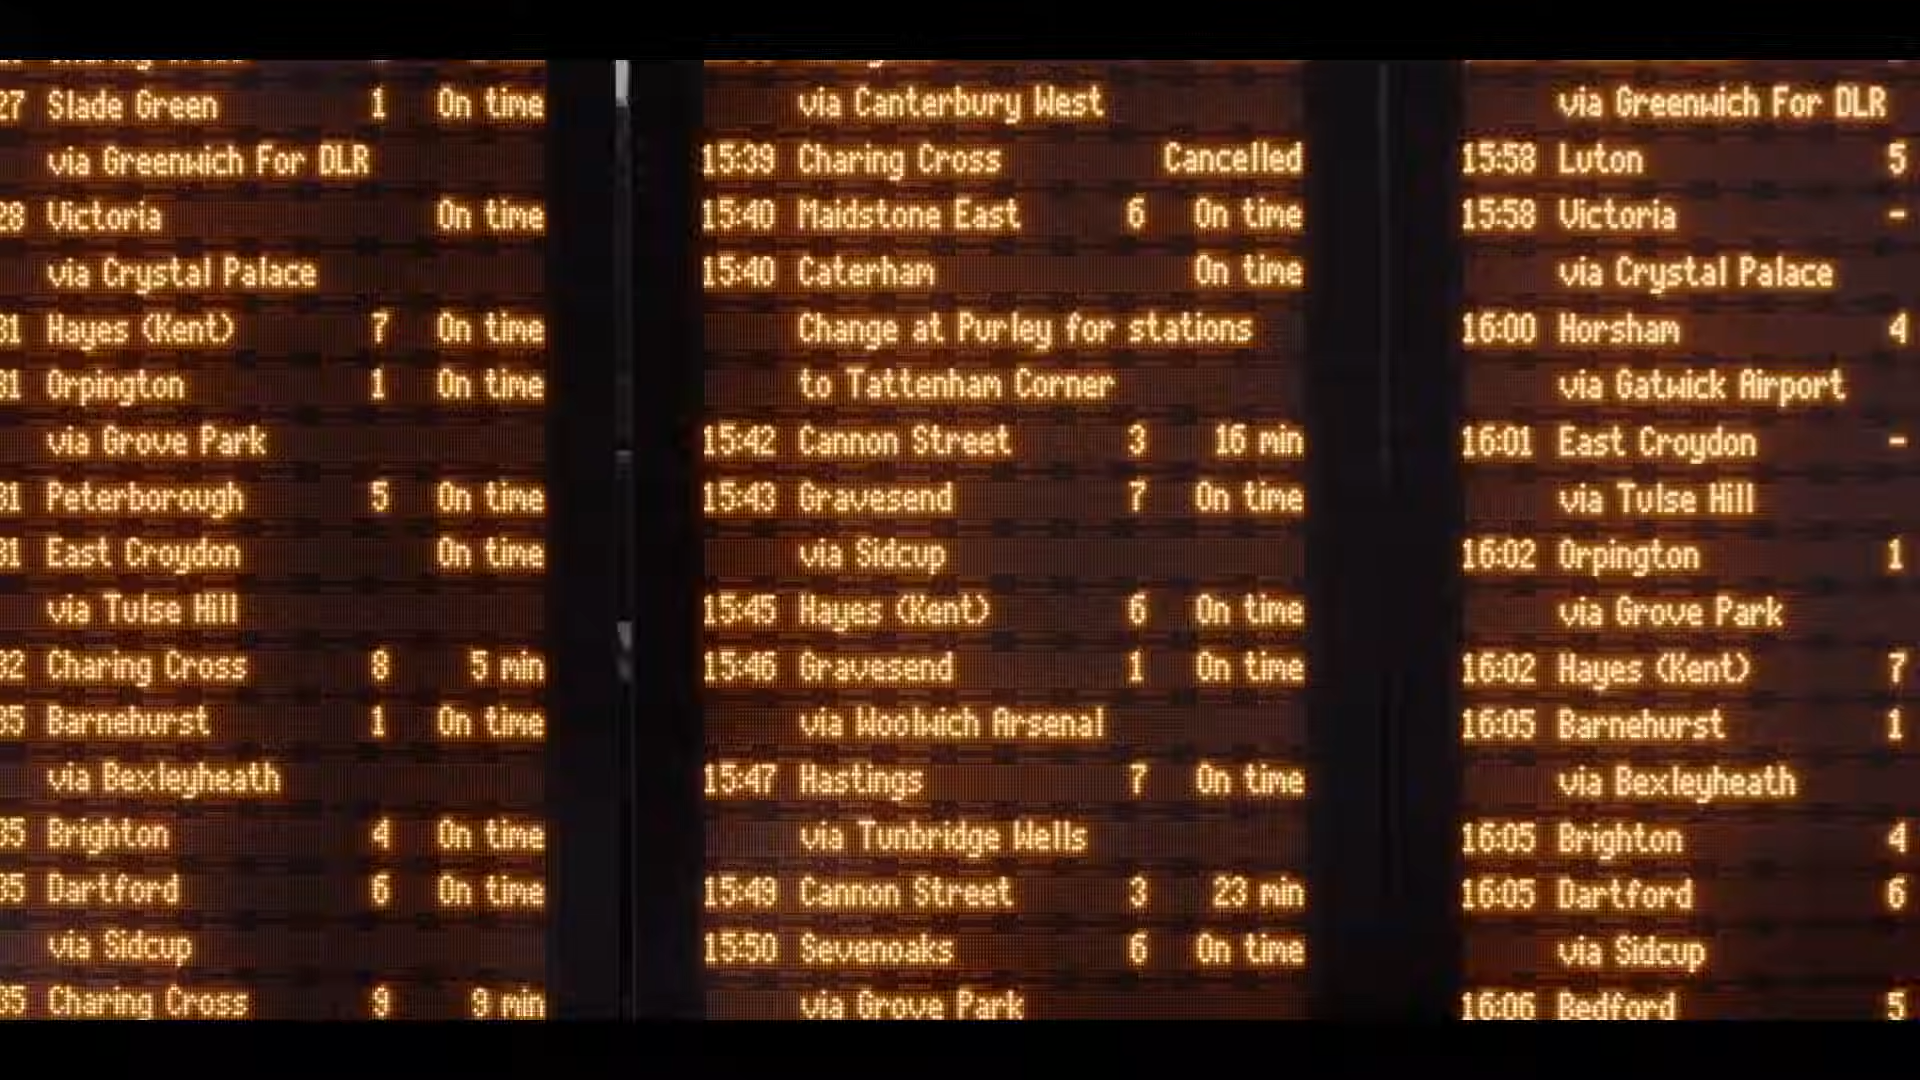 27 Slade Green 1 On time
via Greenwich For DLR
28 Victoria On time
via Crystal Palace
31 Hayes (Kent) 7 On time
31 Orpington 1 On time
via Grove Park
31 Peterborough 5 On time
31 East Croydon On time
via Tulse Hill
32 Charing Cross 8 5 min
35 Barnehurst 1 On time
via Bexleyheath
35 Brighton 4 On time
35 Dartford 6 On time
via Sidcup
35 Charing Cross 9 9 min
via Canterbury West
15:39 Charing Cross Cancelled
15:40 Maidstone East 6 On time
15:40 Caterham On time
Change at Purley for stations
to Tattenham Corner
15:42 Cannon Street 3 16 min
15:43 Gravesend 7 On time
via Sidcup
15:45 Hayes (Kent) 6 On time
15:46 Gravesend 1 On time
via Woolwich Arsenal
15:47 Hastings 7 On time
via Tunbridge Wells
15:49 Cannon Street 3 23 min
15:50 Sevenoaks 6 On time
via Grove Park
via Greenwich For DLR
15:58 Luton 5
15:58 Victoria -
via Crystal Palace
16:00 Horsham 4
via Gatwick Airport
16:01 East Croydon -
via Tulse Hill
16:02 Orpington 1
via Grove Park
16:02 Hayes (Kent) 7
16:05 Barnehurst 1
via Bexleyheath
16:05 Brighton 4
16:05 Dartford 6
via Sidcup
16:06 Bedford 5